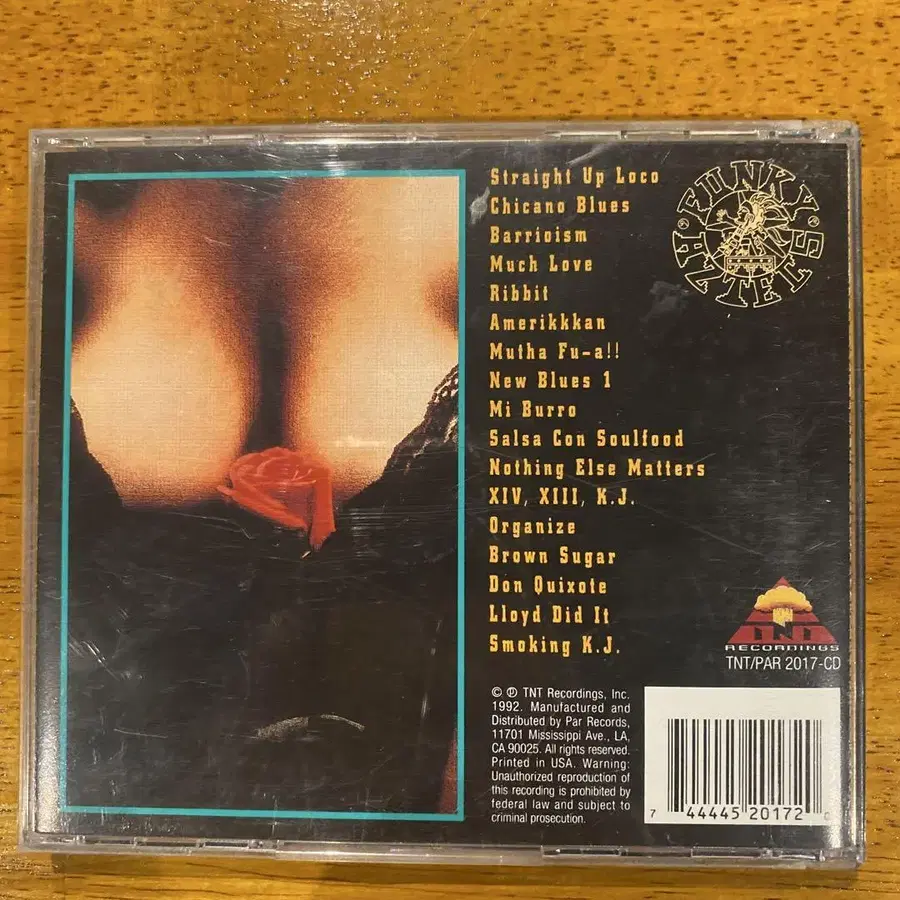 Straight Up Loco
Chicano Blues
Barrioism
Much Love
Ribbit
Amerikkkan
Mutha Fu-a!!
New Blues 1
Mi Burro
Salsa Con Soulfood
Nothing Else Matters
XIV, XIII, K.J.
Organize
Brown Sugar
Don Quixote
Lloyd Did It
Smoking K.J.
FUNKY
AZTECS
TNT
RECORDINGS
TNT/PAR 2017-CD
© ℗ TNT Recordings, Inc.
1992. Manufactured and
Distributed by Par Records,
11701 Mississippi Ave., LA,
CA 90025. All rights reserved.
Printed in USA. Warning:
Unauthorized reproduction of
this recording is prohibited by
federal law and subject to
criminal prosecution.
7 44445 20172